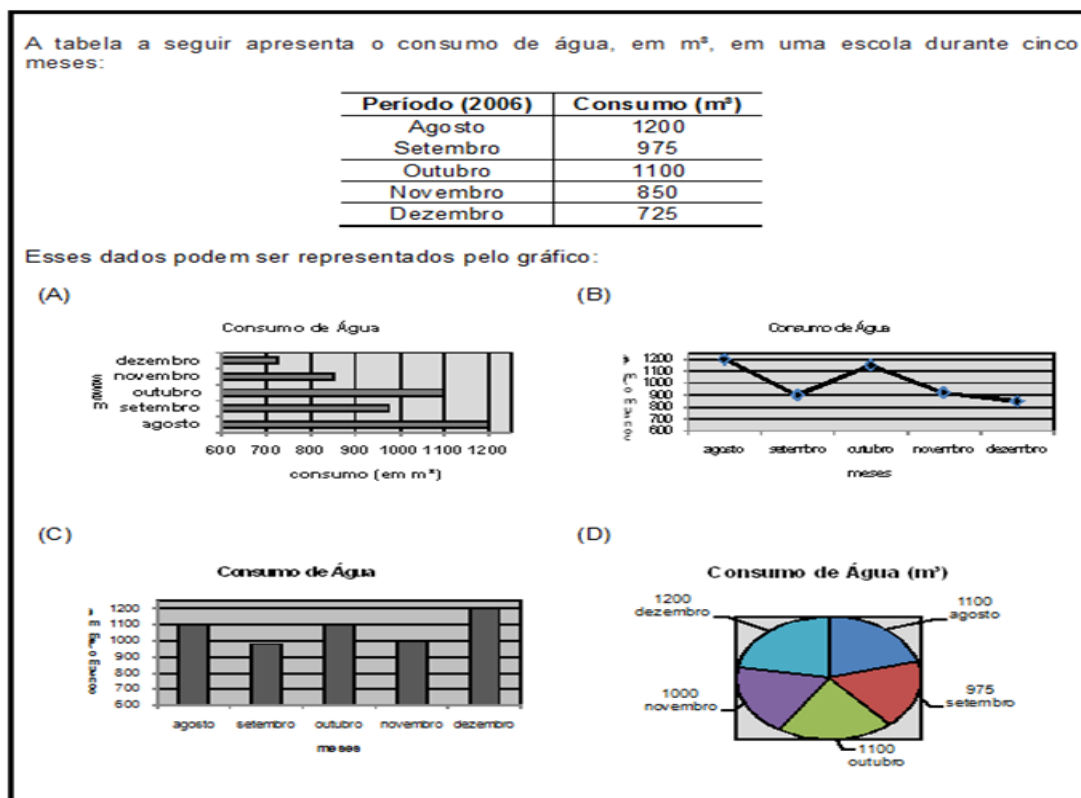 A tabela a seguir apresenta o consumo de água, em m³, em uma escola durante cinco
meses:
Período (2006) Consumo (m³)
Agosto 1200
Setembro 975
Outubro 1100
Novembro 850
Dezembro 725
Esses dados podem ser representados pelo gráfico:
(A)
Consumo de Água
dezembro
novembro
outubro
setembro
agosto
600 700 800 900 1000 1100 1200
consumo (em m³)
(B)
Consumo de Água
1200
1100
1000
900
800
700
600
agosto setembro outubro novembro dezembro
meses
(C)
Consumo de Água
1200
1100
1000
900
800
700
600
agosto setembro outubro novembro dezembro
meses
(D)
Consumo de Água (m³)
1200
dezembro
1100
agosto
1000
novembro
975
setembro
1100
outubro